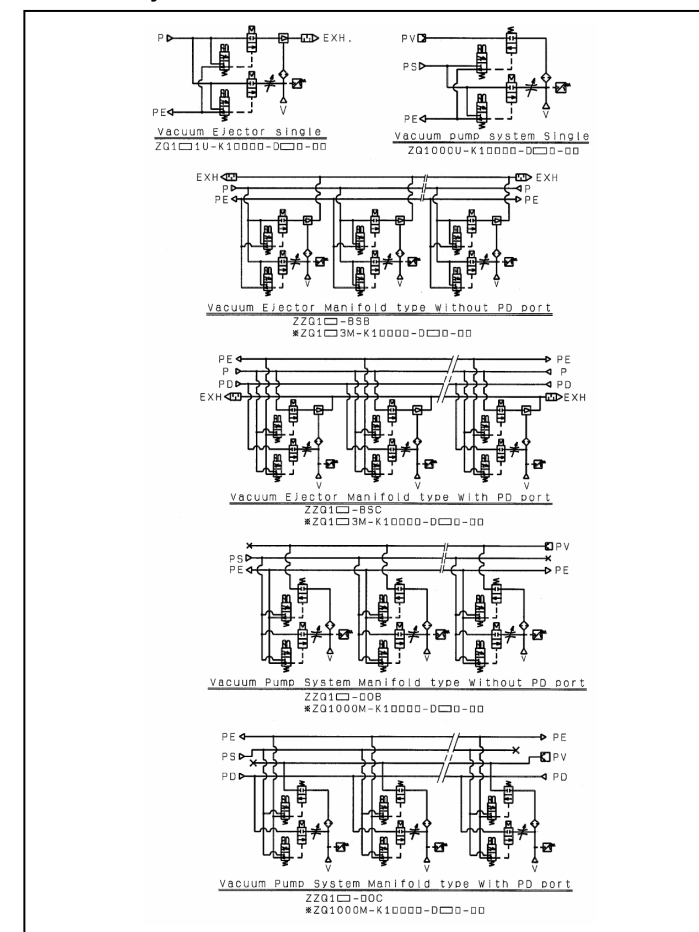 P EXH.
PE
V
Vacuum Ejector single
ZQ1□1U-K1□□□□-D□□-□□
PV
PS
PE
V
Vacuum pump system Single
ZQ1000U-K1□□□□-D□□-□□
EXH EXH
P P
PE PE
V V V
Vacuum Ejector Manifold type Without PD port
ZZQ1□-BSB
※ZQ1□3M-K1□□□□-D□□-□□
PE PE
P P
PD PD
EXH EXH
V V V
Vacuum Ejector Manifold type With PD port
ZZQ1□-BSC
※ZQ1□3M-K1□□□□-D□□-□□
PV
PS
PE PE
V V V
Vacuum Pump System Manifold type Without PD port
ZZQ1□-□OB
※ZQ1000M-K1□□□□-D□□-□□
PE PE
PS PV
PD PD
V V V
Vacuum Pump System Manifold type With PD port
ZZQ1□-□OC
※ZQ1000M-K1□□□□-D□□-□□